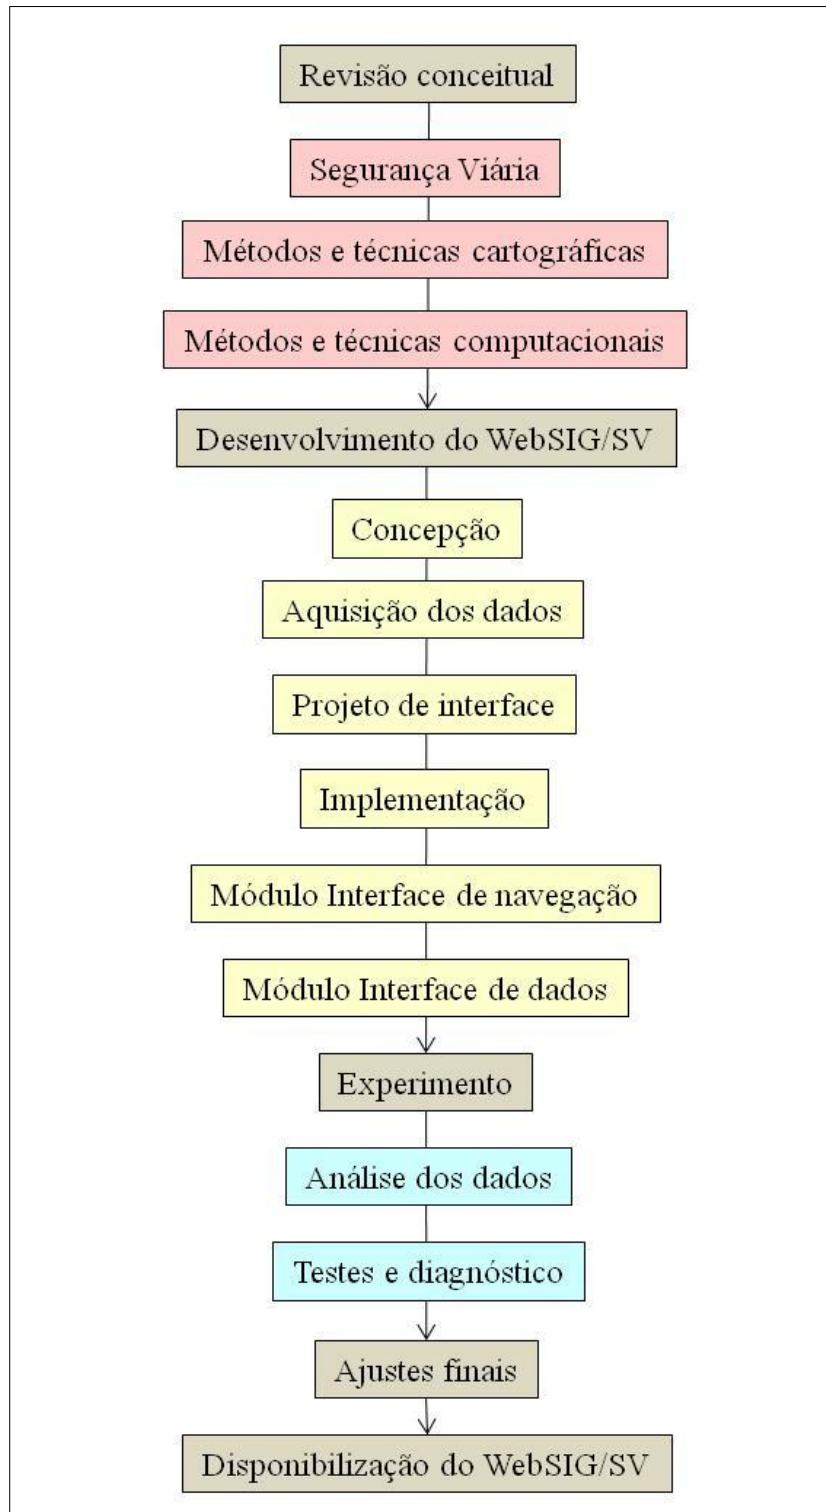 Revisão conceitual
Segurança Viária
Métodos e técnicas cartográficas
Métodos e técnicas computacionais
Desenvolvimento do WebSIG/SV
Concepção
Aquisição dos dados
Projeto de interface
Implementação
Módulo Interface de navegação
Módulo Interface de dados
Experimento
Análise dos dados
Testes e diagnóstico
Ajustes finais
Disponibilização do WebSIG/SV